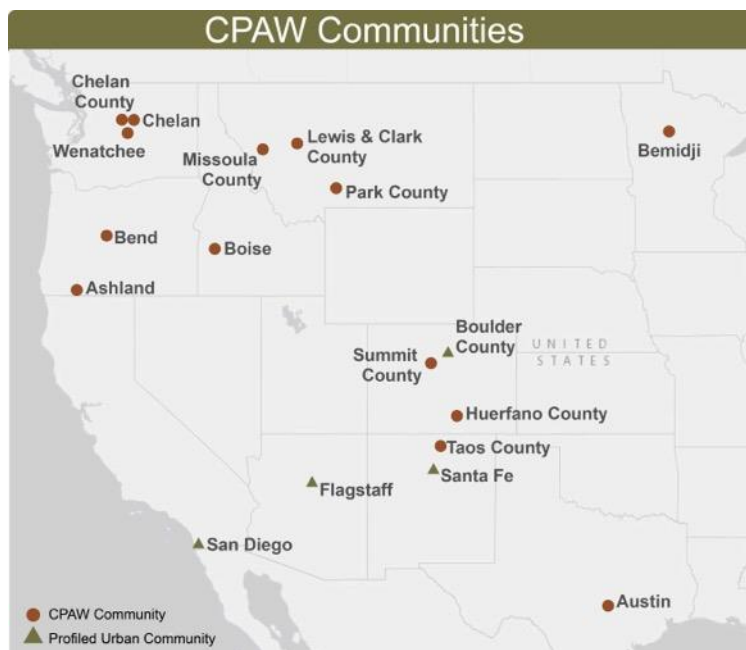 CPAW Communities
Chelan
County
Chelan
Wenatchee
Missoula
County
Lewis & Clark
County
Park County
Bemidji
Bend
Boise
Ashland
Boulder
County
UNITED
STATES
Summit
County
Huerfano County
Taos County
Santa Fe
Flagstaff
San Diego
Austin
CPAW Community
Profiled Urban Community